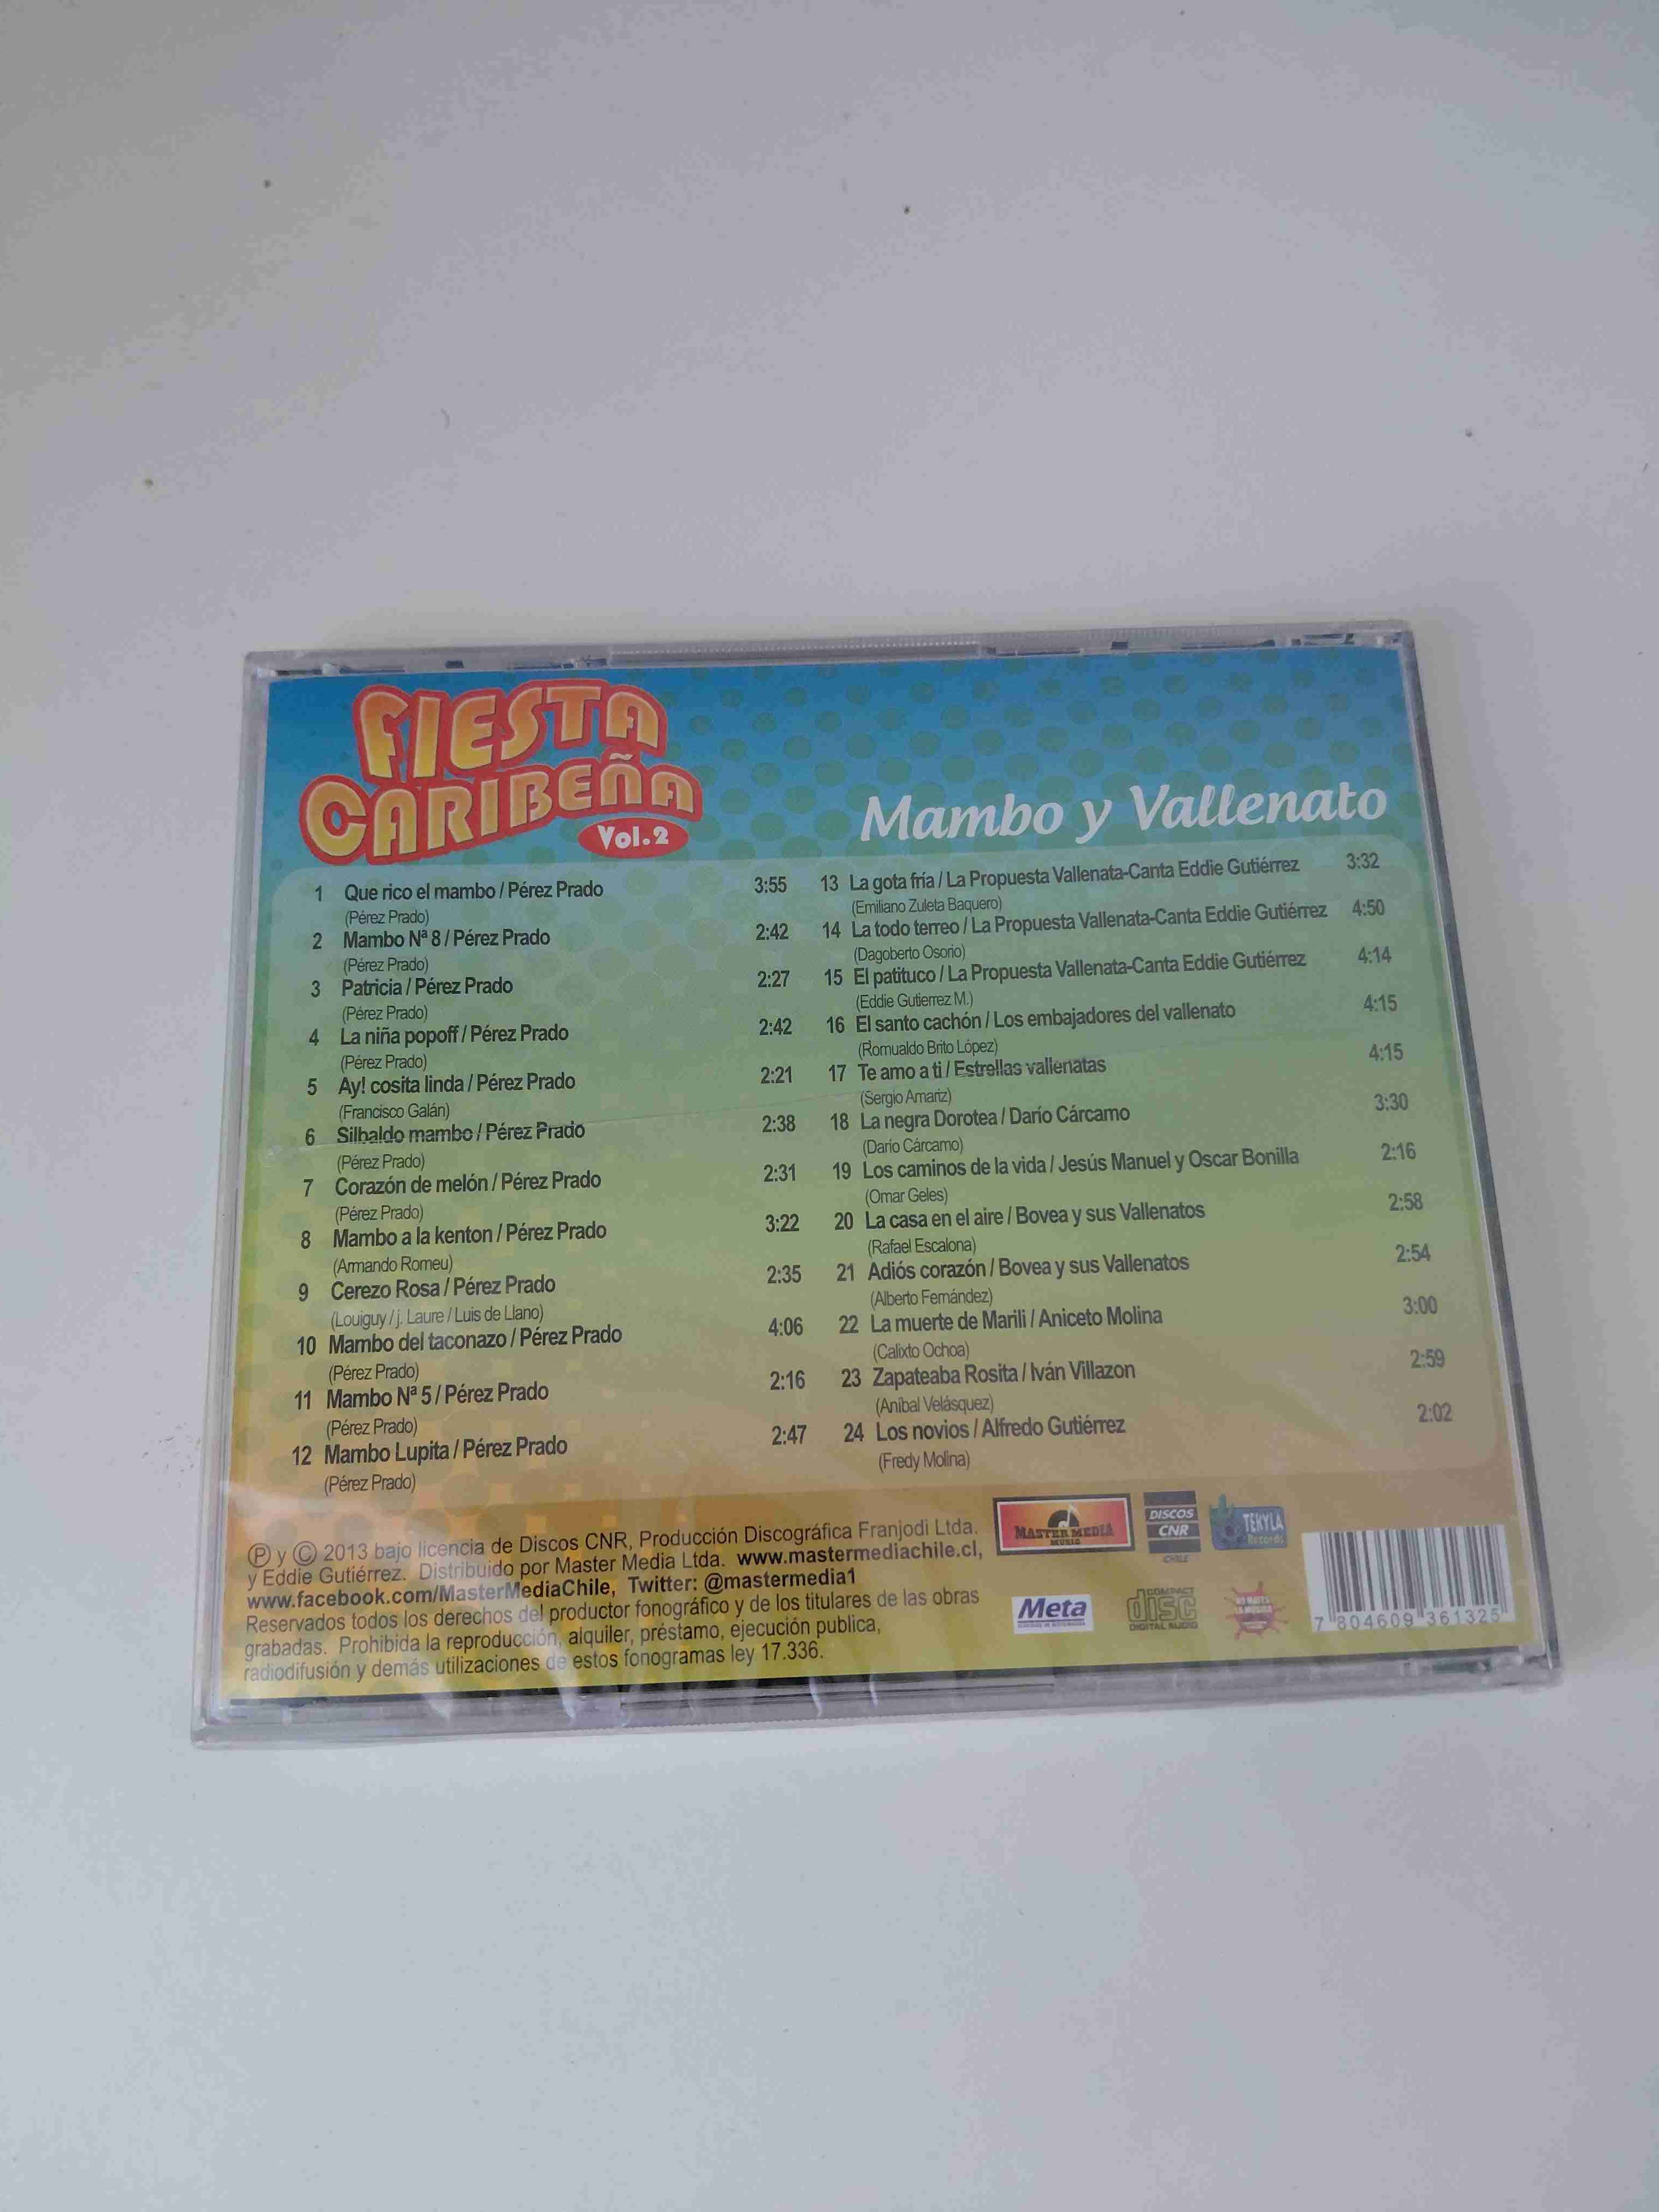 FIESTA
CARIBEÑA
Vol.2
Mambo y Vallenato
1 Que rico el mambo / Pérez Prado 3:55
(Pérez Prado)
2 Mambo Nª 8 / Pérez Prado 2:42
(Pérez Prado)
3 Patricia / Pérez Prado 2:27
(Pérez Prado)
4 La niña popoff / Pérez Prado 2:42
(Pérez Prado)
5 Ay! cosita linda / Pérez Prado 2:21
(Francisco Galán)
6 Silbaldo mambo / Pérez Prado 2:38
(Pérez Prado)
7 Corazón de melón / Pérez Prado 2:31
(Pérez Prado)
8 Mambo a la kenton / Pérez Prado 3:22
(Armando Romeu)
9 Cerezo Rosa / Pérez Prado 2:35
(Louiguy / j. Laure / Luis de Llano)
10 Mambo del taconazo / Pérez Prado 4:06
(Pérez Prado)
11 Mambo Nª 5 / Pérez Prado 2:16
(Pérez Prado)
12 Mambo Lupita / Pérez Prado 2:47
(Pérez Prado)
13 La gota fría / La Propuesta Vallenata-Canta Eddie Gutiérrez 3:32
(Emiliano Zuleta Baquero)
14 La todo terreo / La Propuesta Vallenata-Canta Eddie Gutiérrez 4:50
(Dagoberto Osorio)
15 El patituco / La Propuesta Vallenata-Canta Eddie Gutiérrez 4:14
(Eddie Gutierrez M.)
16 El santo cachón / Los embajadores del vallenato 4:15
(Romualdo Brito López)
17 Te amo a ti / Estrellas vallenatas 4:15
(Sergio Amariz)
18 La negra Dorotea / Darío Cárcamo 3:30
(Darío Cárcamo)
19 Los caminos de la vida / Jesús Manuel y Oscar Bonilla 2:16
(Omar Geles)
20 La casa en el aire / Bovea y sus Vallenatos 2:58
(Rafael Escalona)
21 Adiós corazón / Bovea y sus Vallenatos 2:54
(Alberto Fernández)
22 La muerte de Marili / Aniceto Molina 3:00
(Calixto Ochoa)
23 Zapateaba Rosita / Iván Villazon 2:59
(Aníbal Velásquez)
24 Los novios / Alfredo Gutiérrez 2:02
(Fredy Molina)
Ⓟ y Ⓒ 2013 bajo licencia de Discos CNR, Producción Discográfica Franjodi Ltda.
y Eddie Gutiérrez. Distribuido por Master Media Ltda. www.mastermediachile.cl,
www.facebook.com/MasterMediaChile, Twitter: @mastermedia1
Reservados todos los derechos del productor fonográfico y de los titulares de las obras
grabadas. Prohibida la reproducción, alquiler, préstamo, ejecución publica,
radiodifusión y demás utilizaciones de estos fonogramas ley 17.336.
MASTER MEDIA
MUSIC
DISCOS
CNR
CHILE
TEKYLA
Records
Meta
COMPACT
disc
DIGITAL AUDIO
NO MATES
LA MÚSICA
7 804609 361325